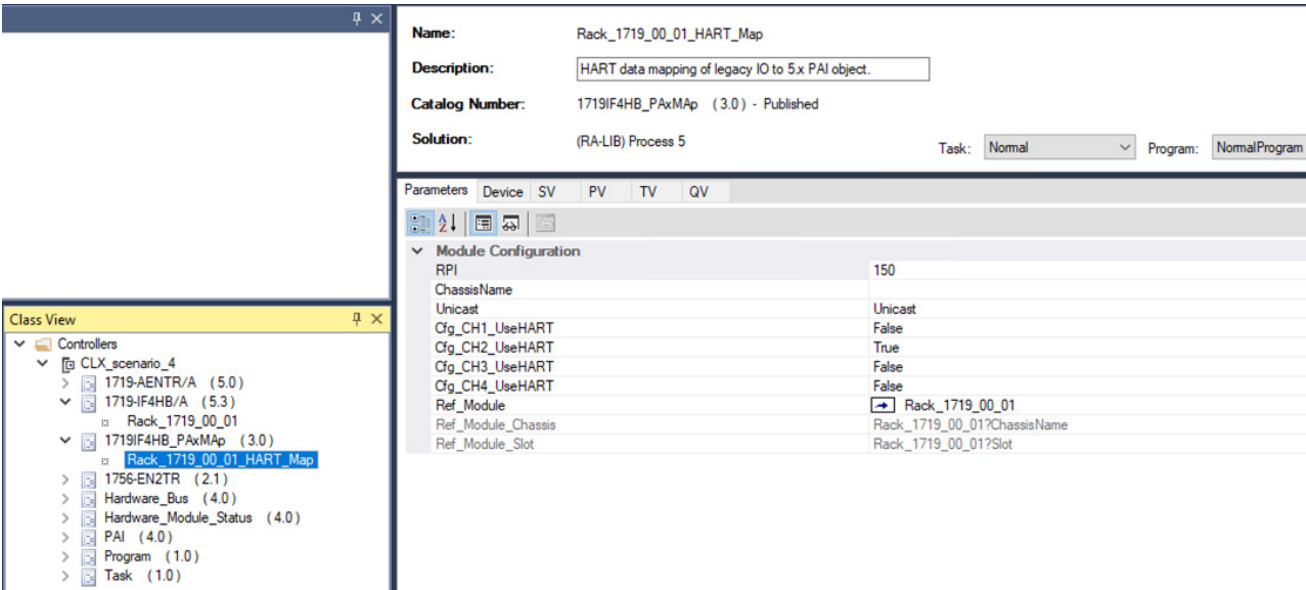 Name: Rack_1719_00_01_HART_Map
Description: HART data mapping of legacy IO to 5.x PAI object.
Catalog Number: 1719IF4HB_PAxMAp (3.0) - Published
Solution: (RA-LIB) Process 5
Task: Normal Program: NormalProgram
Parameters Device SV PV TV QV
Module Configuration
RPI 150
ChassisName
Unicast Unicast
Cfg_CH1_UseHART False
Cfg_CH2_UseHART True
Cfg_CH3_UseHART False
Cfg_CH4_UseHART False
Ref_Module Rack_1719_00_01
Ref_Module_Chassis Rack_1719_00_01?ChassisName
Ref_Module_Slot Rack_1719_00_01?Slot
Class View
Controllers
CLX_scenario_4
1719-AENTR/A (5.0)
1719-IF4HB/A (5.3)
Rack_1719_00_01
1719IF4HB_PAxMAp (3.0)
Rack_1719_00_01_HART_Map
1756-EN2TR (2.1)
Hardware_Bus (4.0)
Hardware_Module_Status (4.0)
PAI (4.0)
Program (1.0)
Task (1.0)